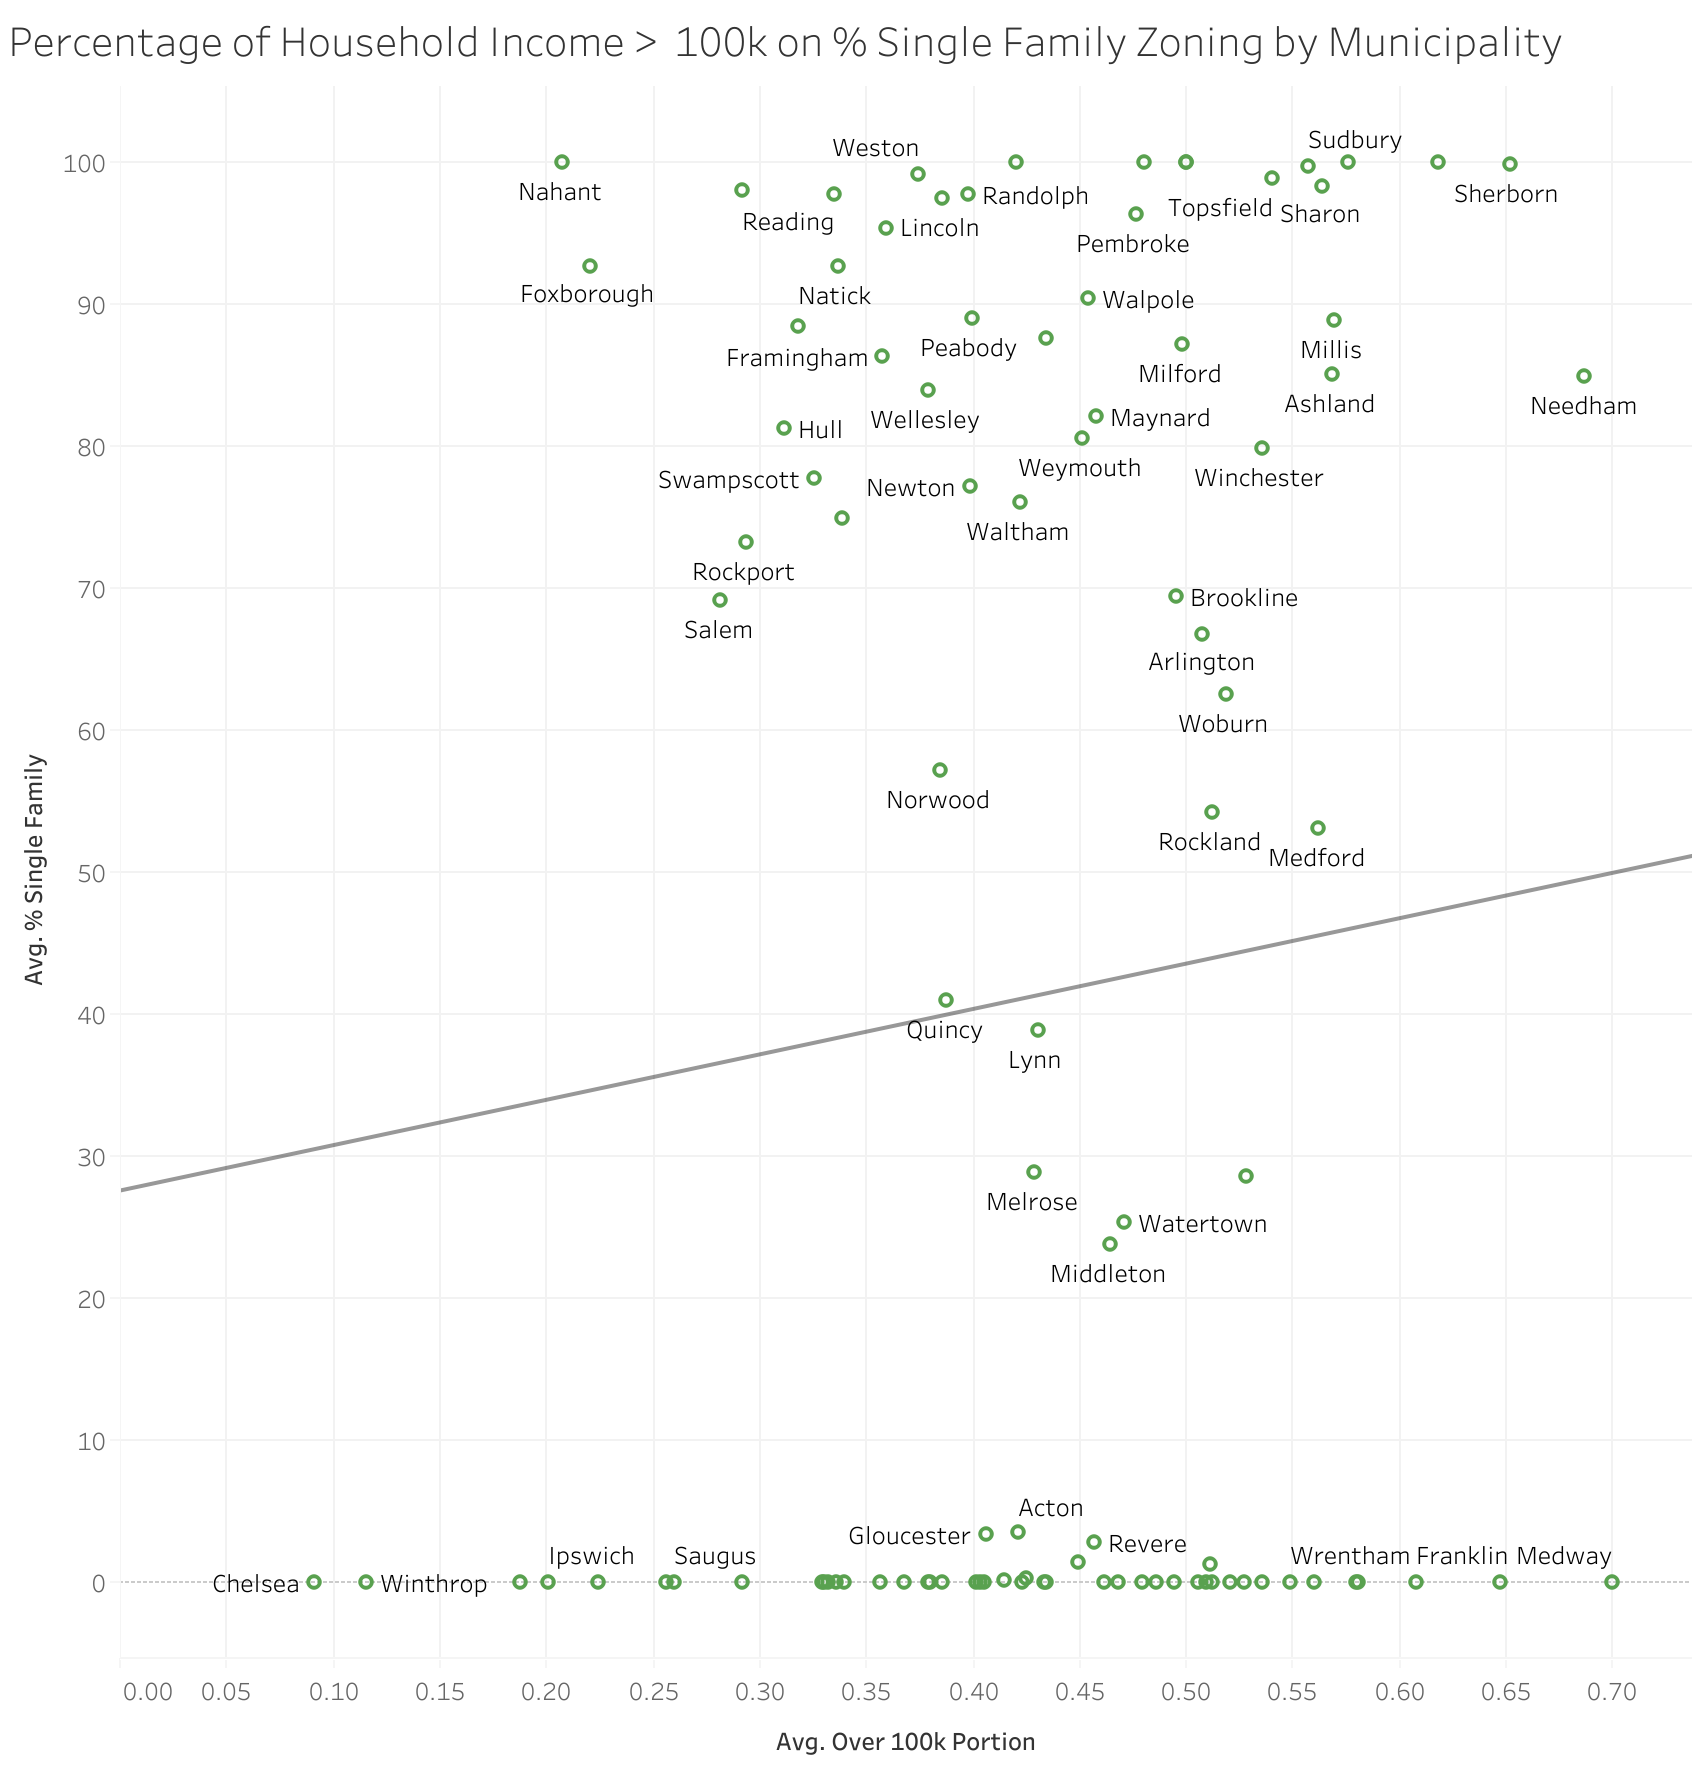 Percentage of Household Income > 100k on % Single Family Zoning by Municipality
Sudbury
Weston
100
Nahant
Randolph
Sherborn
Topsfield
Sharon
Reading
Lincoln
Pembroke
Foxborough
Natick
Walpole
90
Peabody
Millis
Framingham
Milford
Ashland
Needham
Wellesley
Maynard
Hull
80
Weymouth
Winchester
Swampscott
Newton
Waltham
Rockport
70
Brookline
Salem
Arlington
Woburn
60
Norwood
Rockland
Medford
50
Avg. % Single Family
40
Quincy
Lynn
30
Melrose
Watertown
Middleton
20
10
Acton
Gloucester
Revere
Ipswich
Saugus
Wrentham
Franklin
Medway
0
Chelsea
Winthrop
0.00 0.05 0.10 0.15 0.20 0.25 0.30 0.35 0.40 0.45 0.50 0.55 0.60 0.65 0.70
Avg. Over 100k Portion